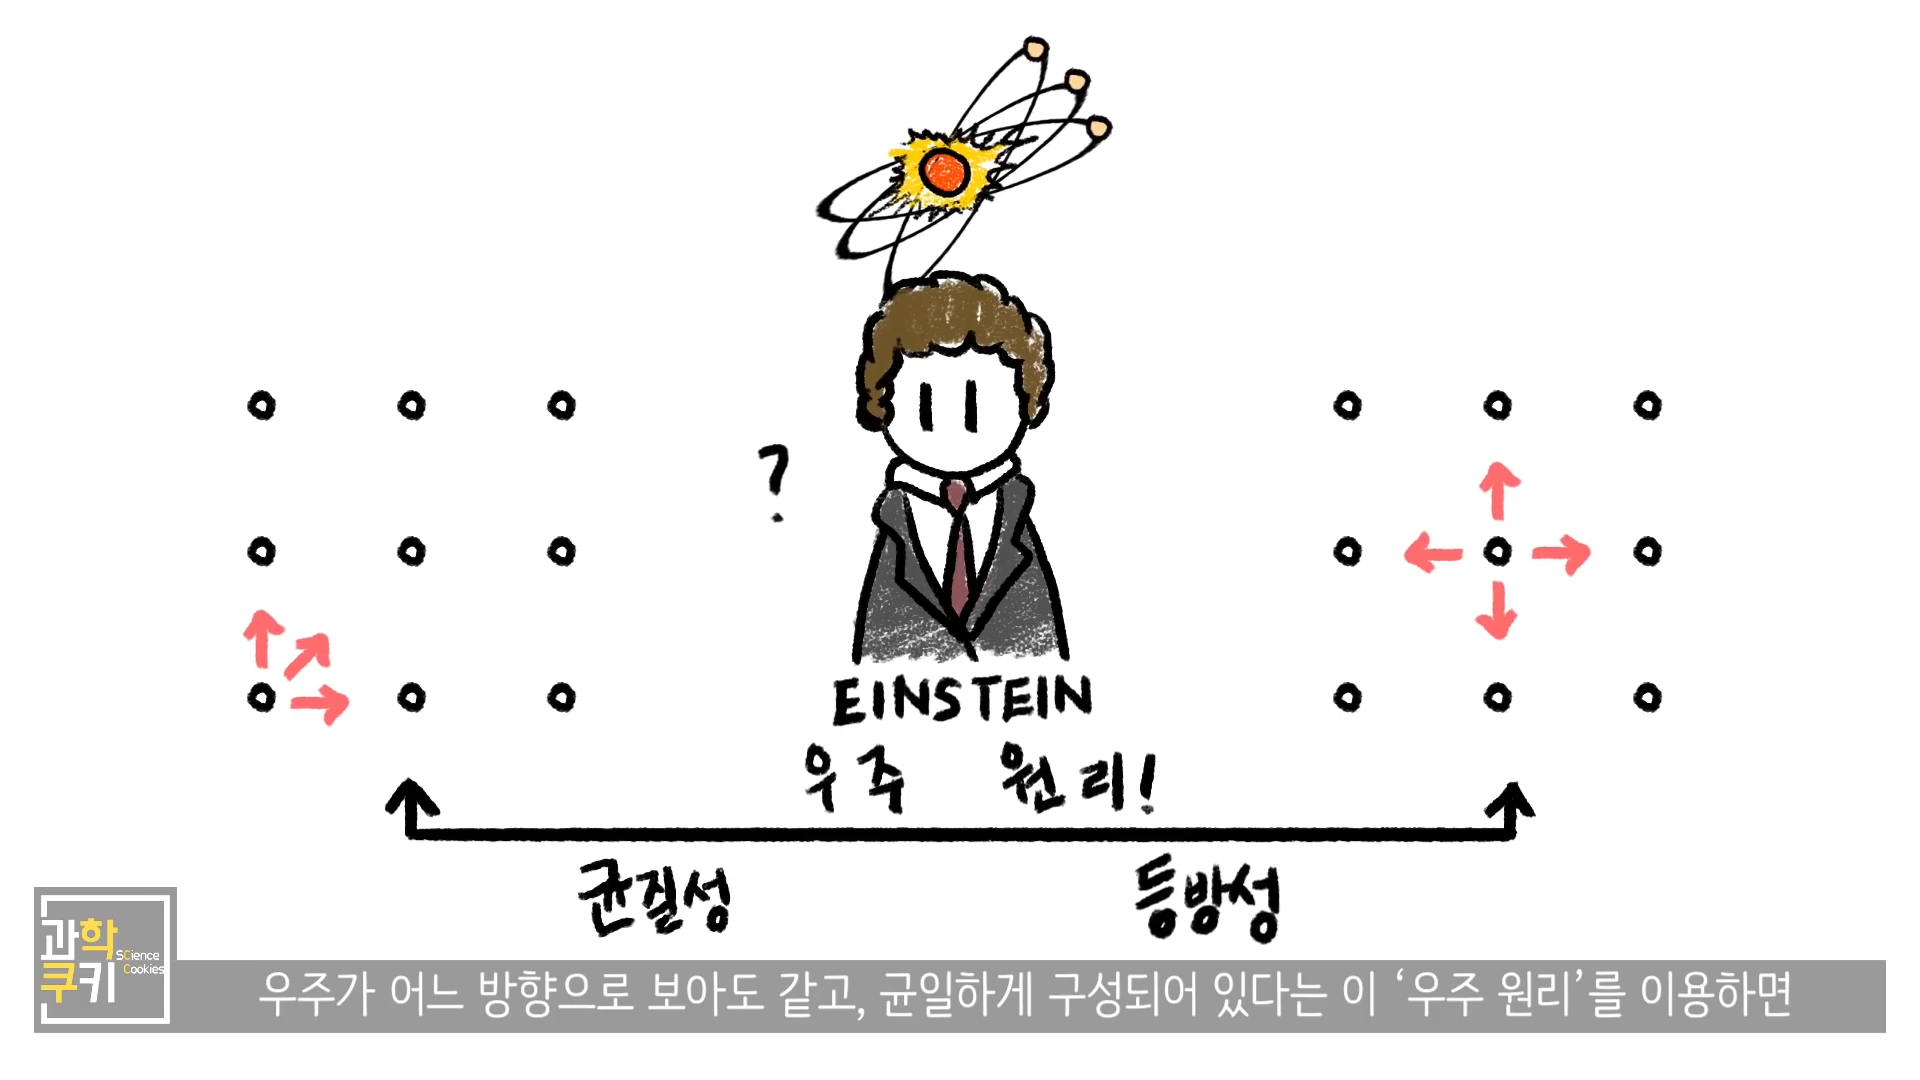 ?
EINSTEIN
우주 원리!
균질성 등방성
과학
SCience
쿠키
Cookies
우주가 어느 방향으로 보아도 같고, 균일하게 구성되어 있다는 이 ‘우주 원리’를 이용하면